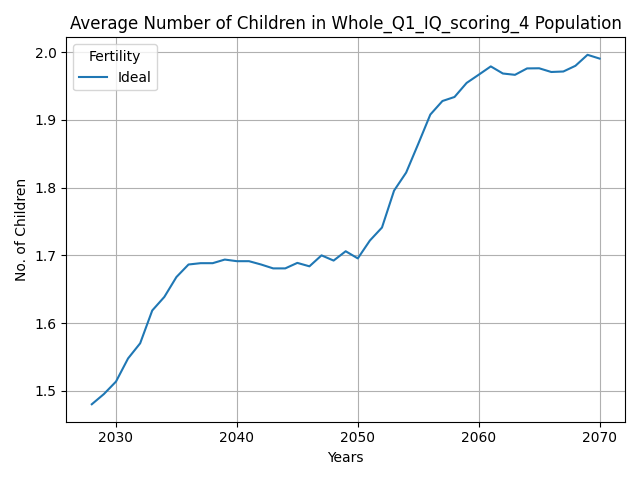 Average Number of Children in Whole_Q1_IQ_scoring_4 Population
Fertility
Ideal
No. of Children
2.0
1.9
1.8
1.7
1.6
1.5
2030 2040 2050 2060 2070
Years